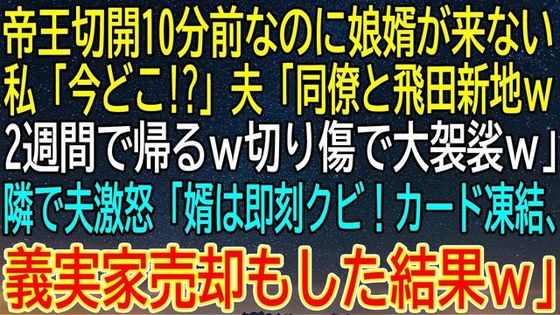 帝王切開10分前なのに娘婿が来ない
私「今どこ!?」夫「同僚と飛田新地w
2週間で帰るw切り傷で大袈裟w」
隣で夫激怒「婿は即刻クビ!カード凍結、
義実家売却もした結果w」